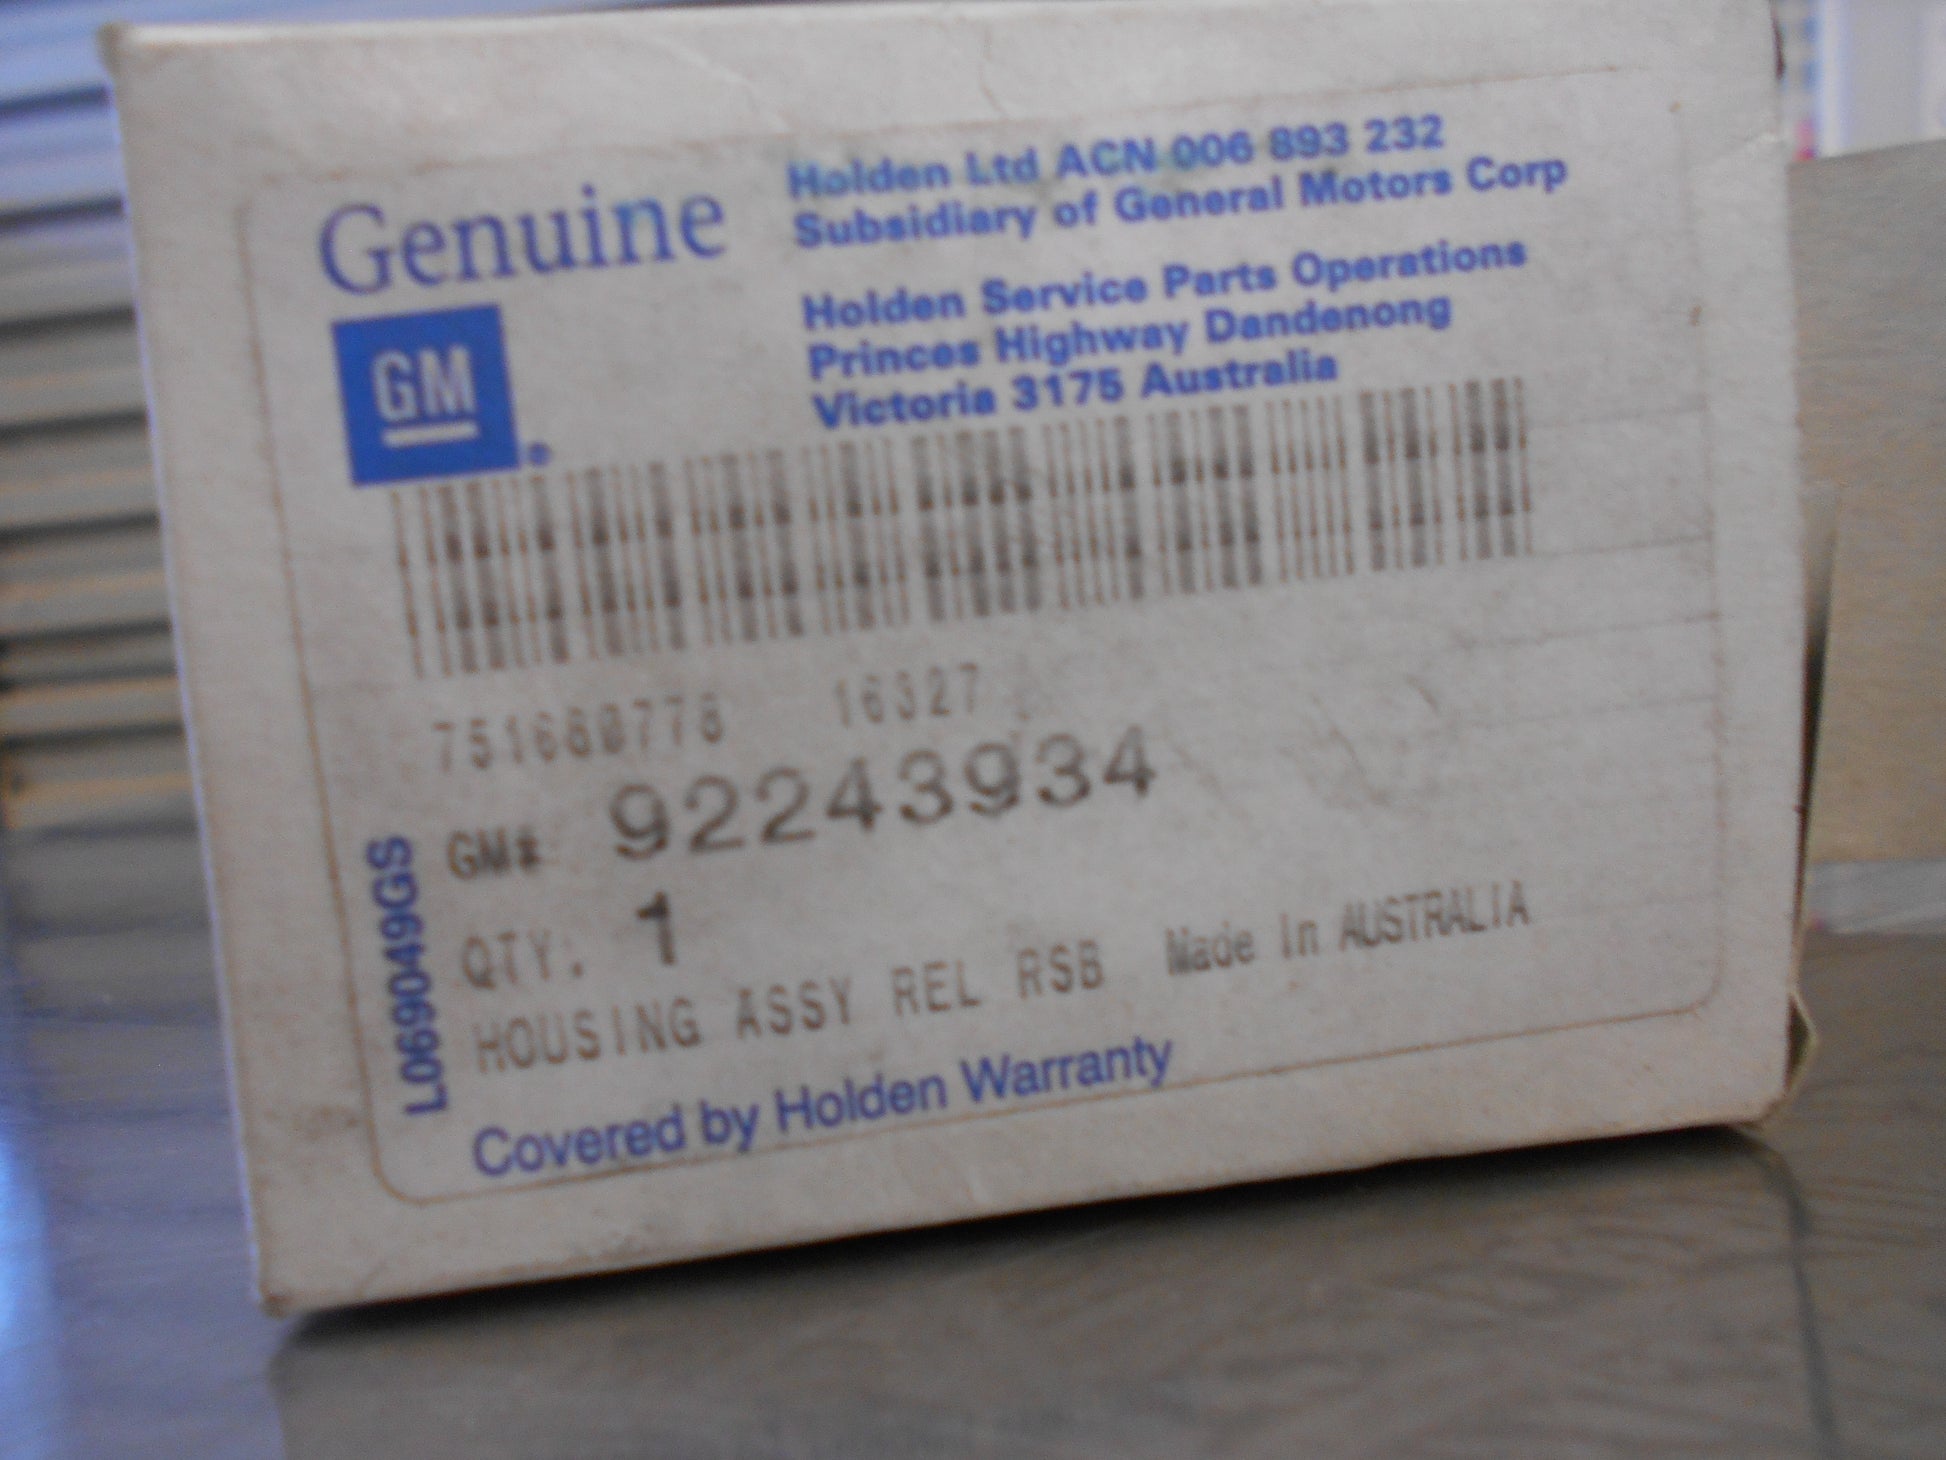 Genuine
GM
Holden Ltd ACN 006 893 232
Subsidiary of General Motors Corp
Holden Service Parts Operations
Princes Highway Dandenong
Victoria 3175 Australia
751680778 16327
GM# 92243934
QTY: 1
HOUSING ASSY REL RSB Made In AUSTRALIA
Covered by Holden Warranty
L069049GS